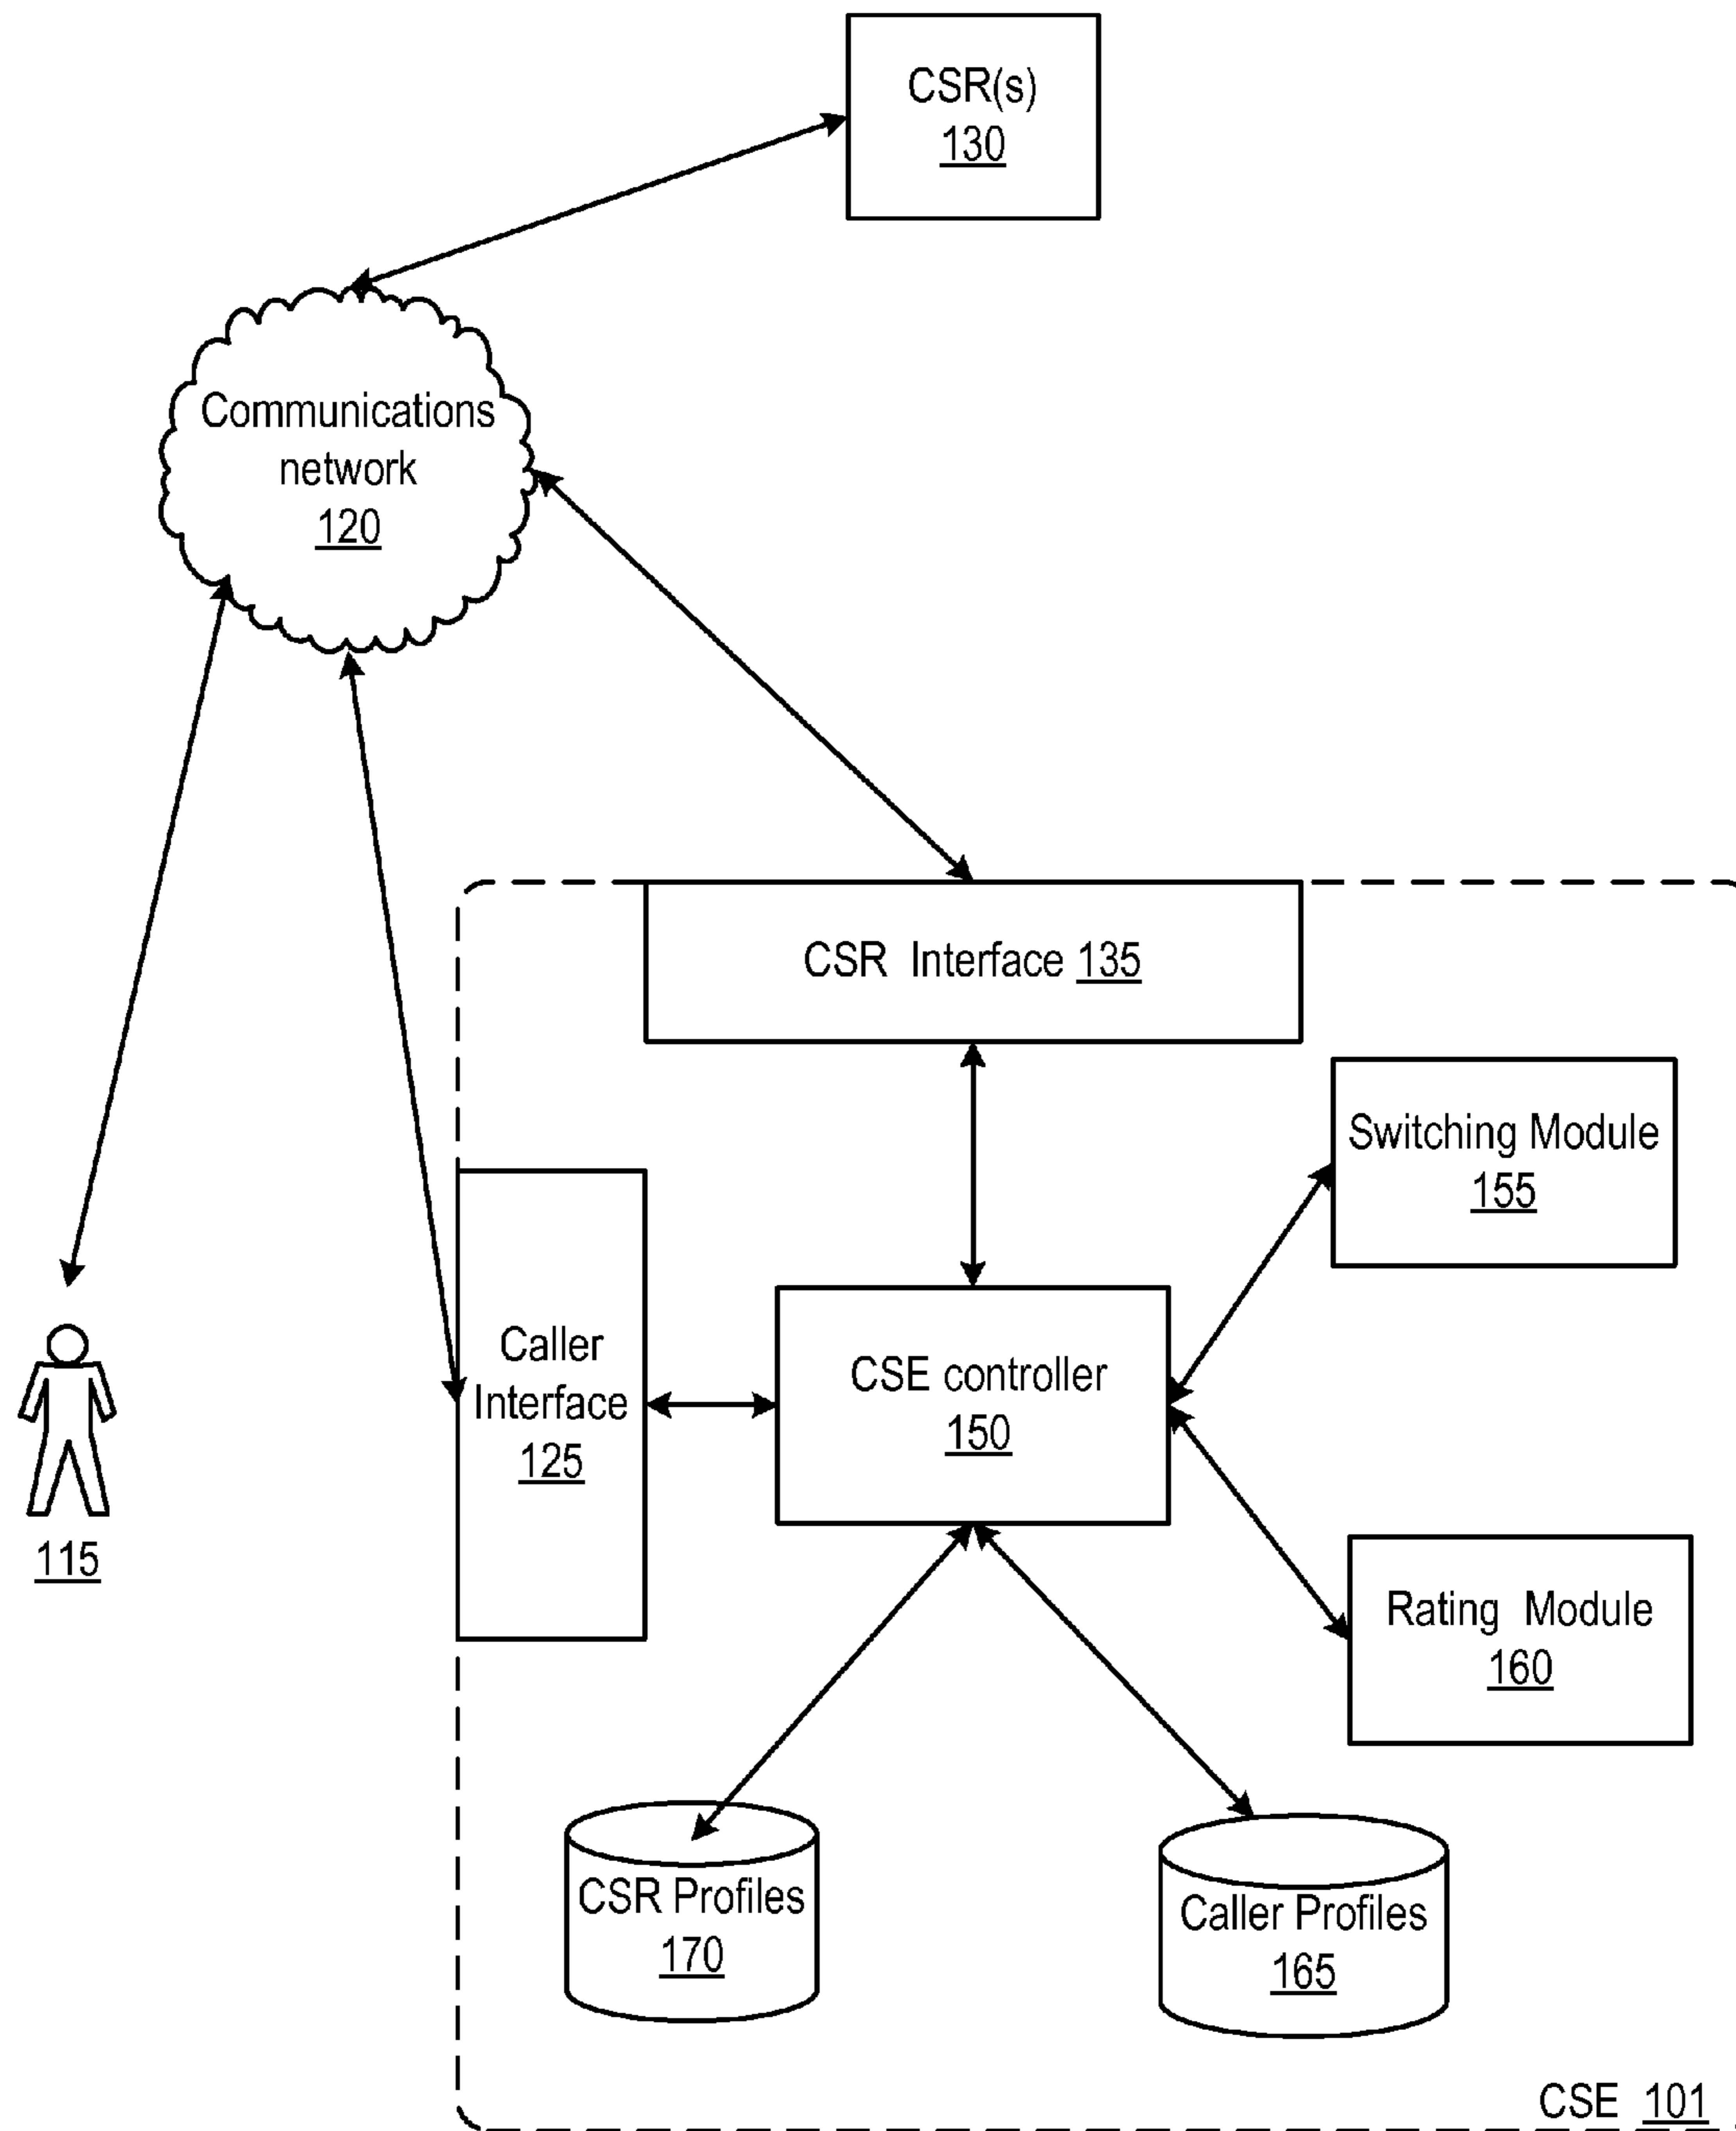 CSR(s)
130
Communications
network
120
CSR Interface 135
Switching Module
155
Caller
Interface
125
CSE controller
150
115
Rating Module
160
CSR Profiles
170
Caller Profiles
165
CSE 101